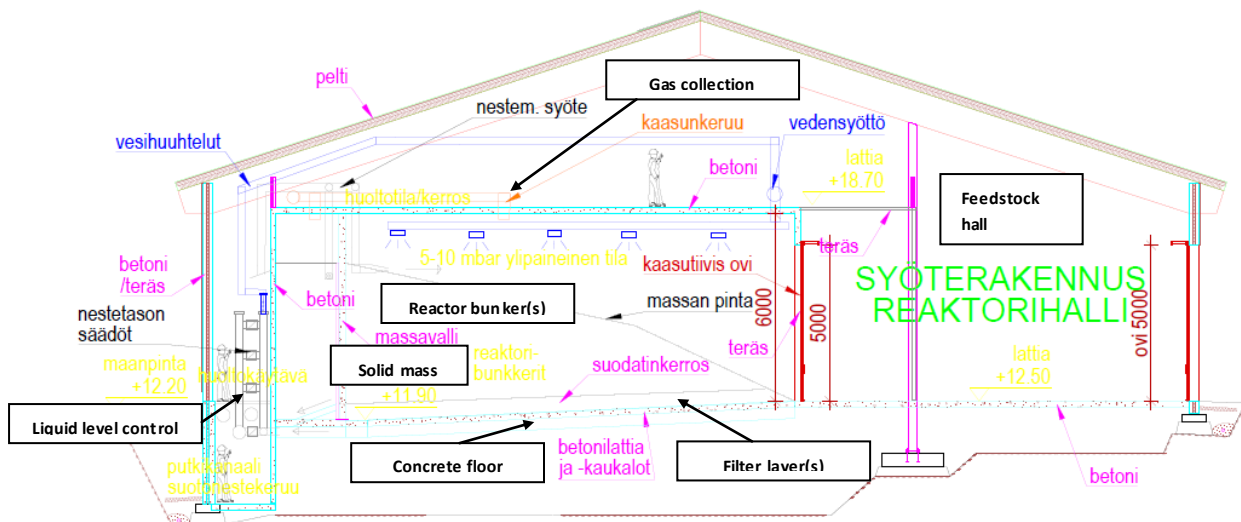 Gas collection
pelti
nestem. syöte
kaasunkeruu
vesihuuhtelut
vedensyöttö
betoni
lattia
+18.70
huoltotila/kerros
Feedstock
hall
teräs
5-10 mbar ylipaineinen tila
kaasutiivis ovi
betoni
/teräs
betoni
Reactor bunker(s)
massan pinta
SYÖTERAKENNUS
REAKTORIHALLI
nestetason
säädöt
massavalli
6000
5000
ovi 5000
teräs
maanpinta
+12.20
huoltokäytävä
Solid mass
reaktori-
bunkkerit
+11.90
suodatinkerros
lattia
+12.50
Liquid level control
Concrete floor
betonilattia
ja -kaukalot
Filter layer(s)
betoni
putkikanaali
suotonestekeruu